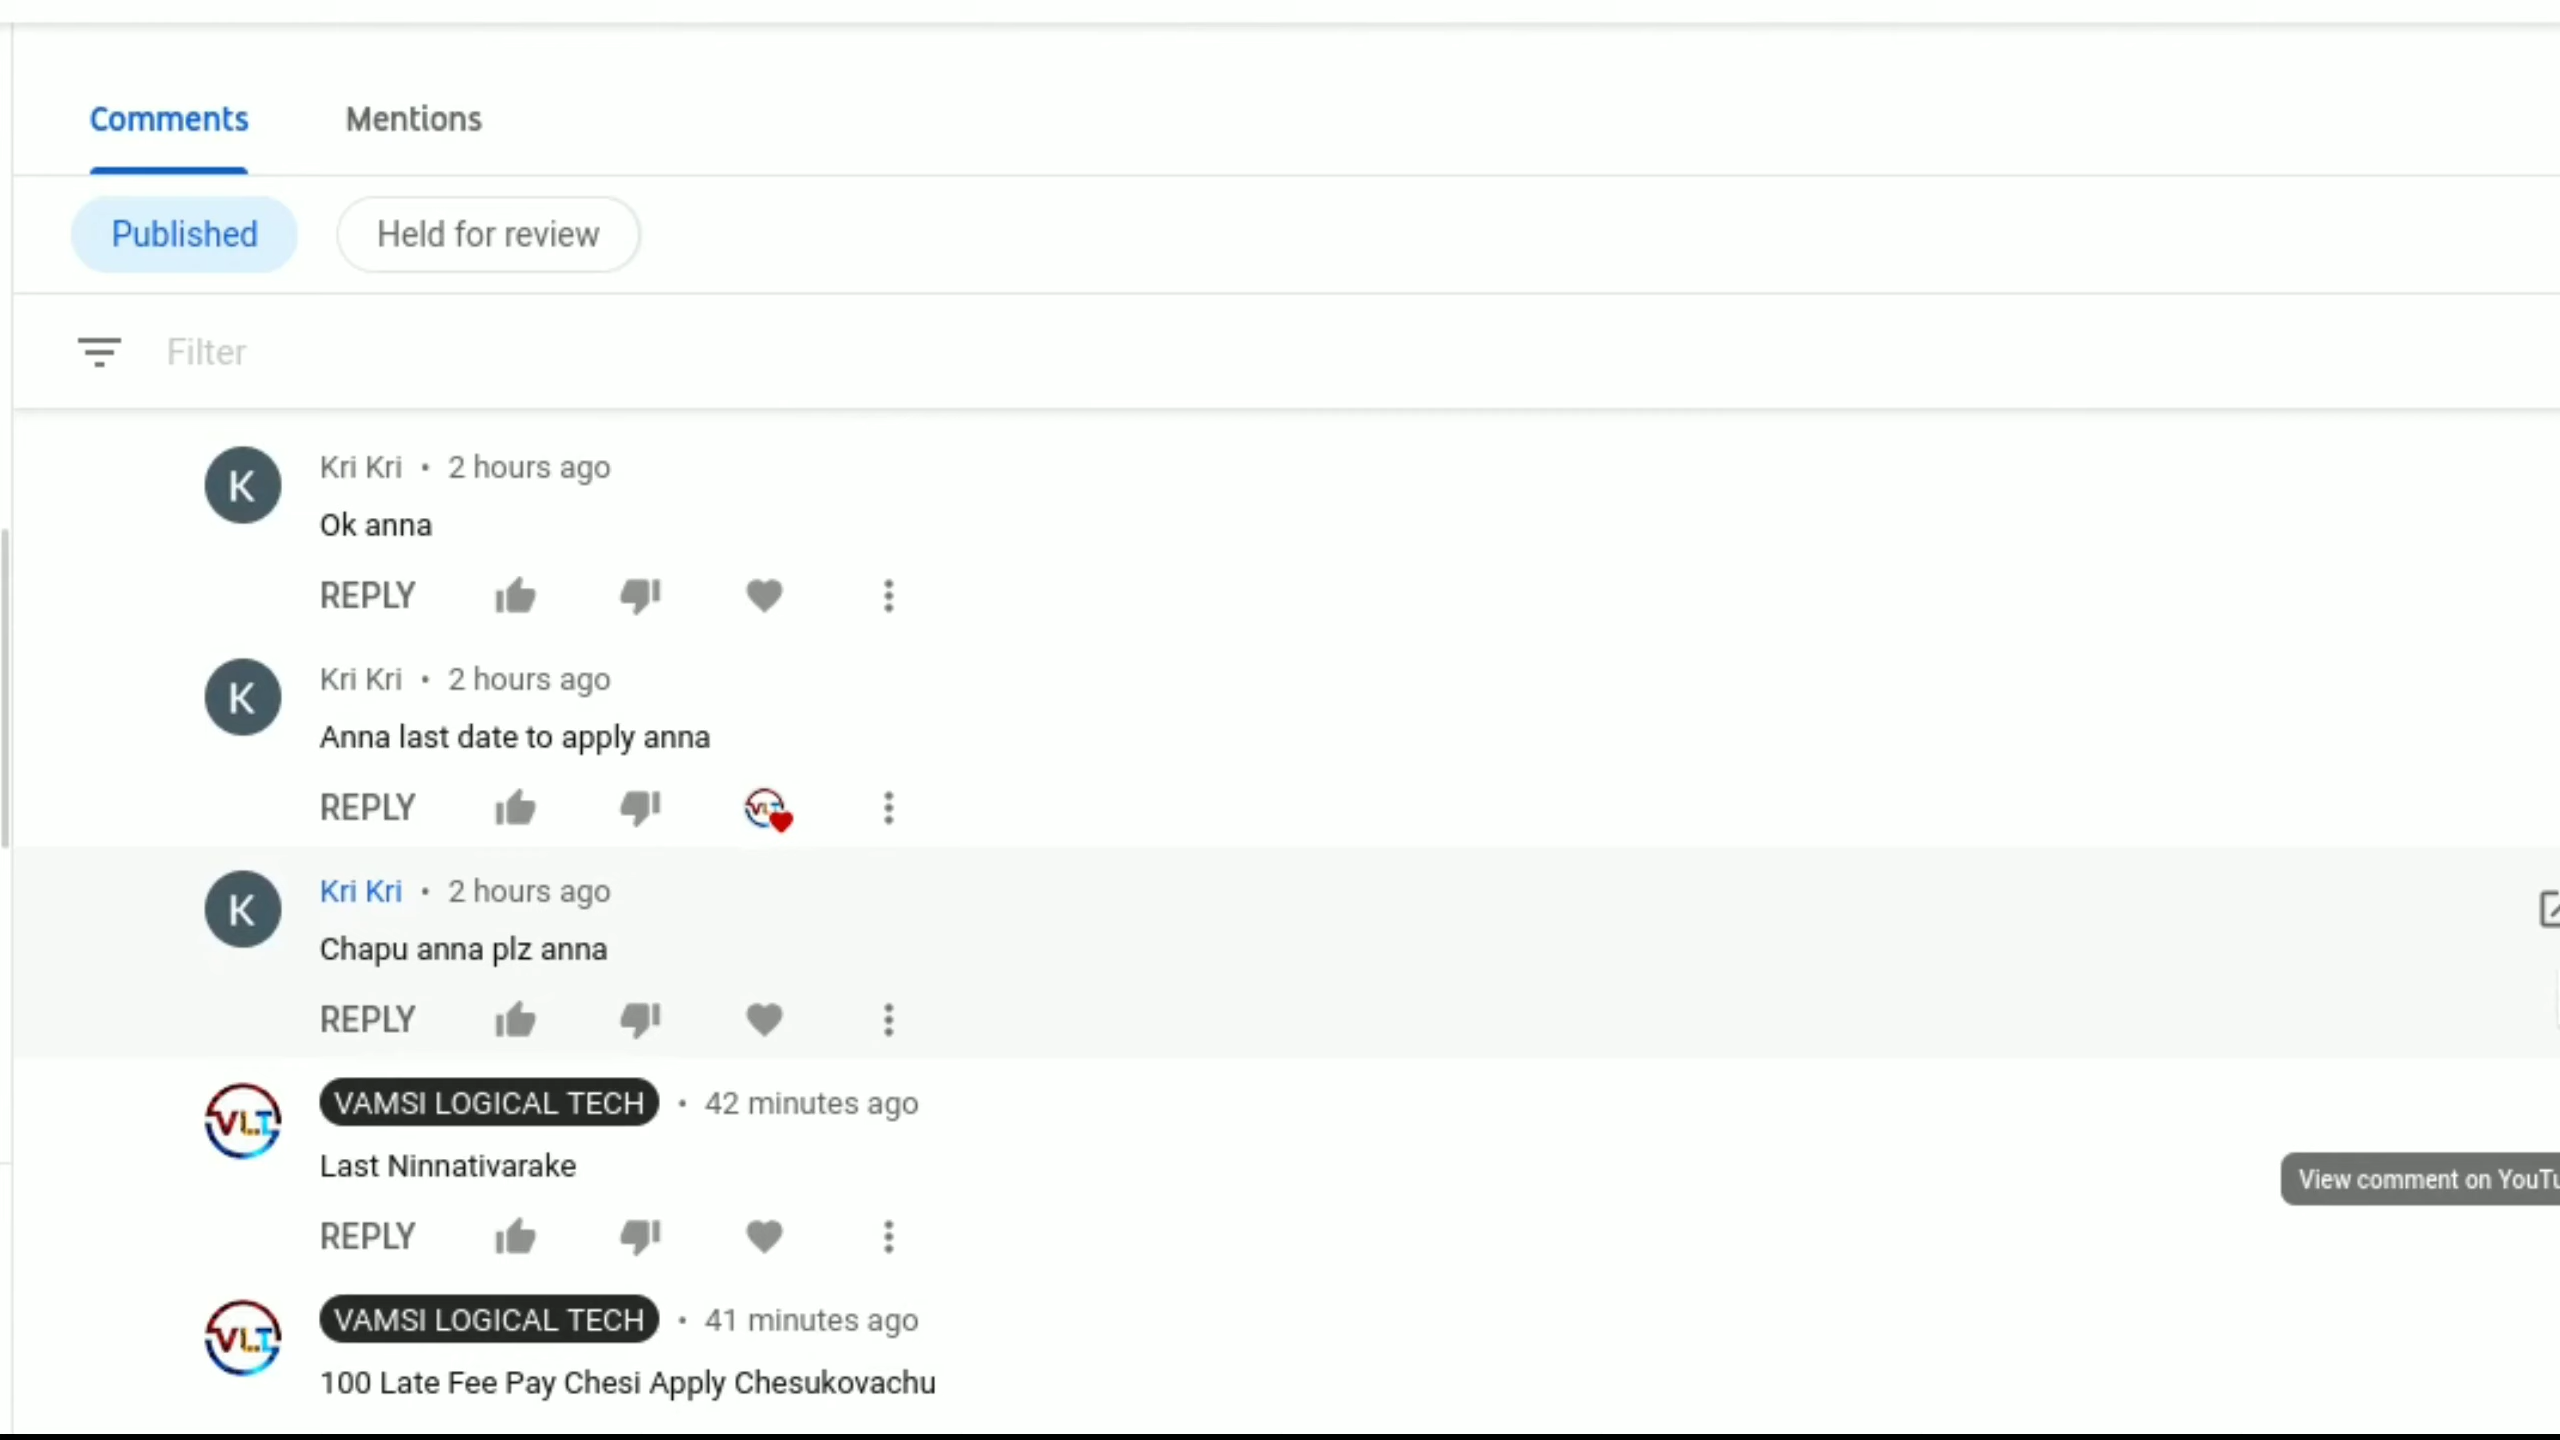 Comments Mentions
Published Held for review
Filter
K Kri Kri • 2 hours ago
Ok anna
REPLY
K Kri Kri • 2 hours ago
Anna last date to apply anna
REPLY VLT
K Kri Kri • 2 hours ago
Chapu anna plz anna
REPLY
VLT VAMSI LOGICAL TECH • 42 minutes ago
Last Ninnativarake
View comment on YouTu
REPLY
VLT VAMSI LOGICAL TECH • 41 minutes ago
100 Late Fee Pay Chesi Apply Chesukovachu